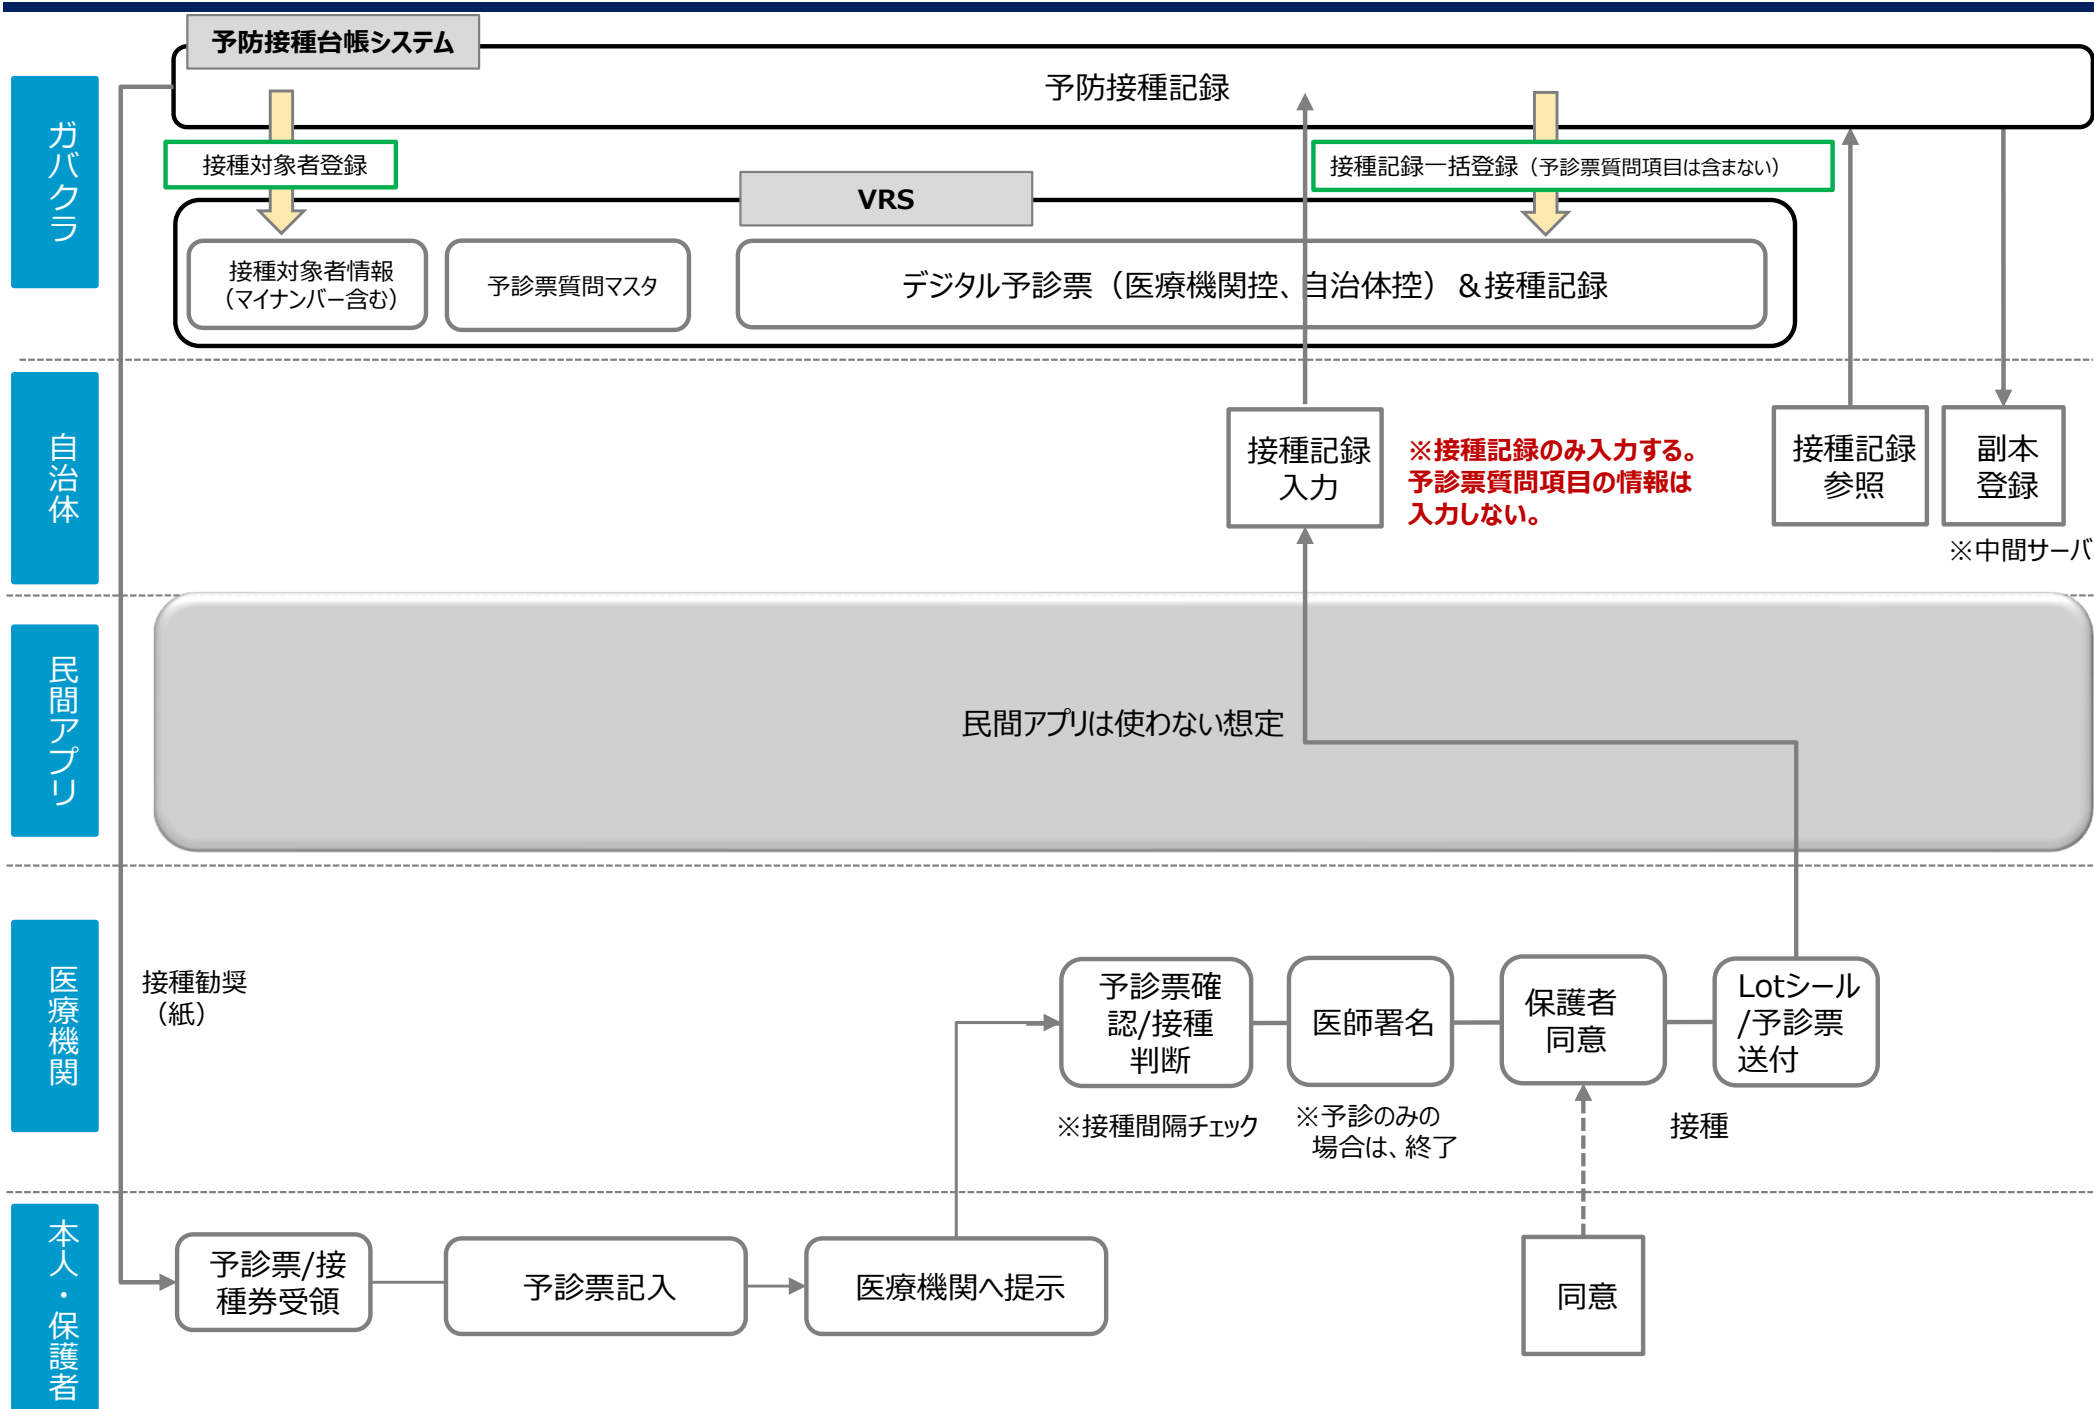 予防接種台帳システム
予防接種記録
ガバクラ
接種対象者登録
接種記録一括登録（予診票質問項目は含まない）
VRS
接種対象者情報
（マイナンバー含む）
予診票質問マスタ
デジタル予診票（医療機関控、自治体控）＆接種記録
自治体
接種記録
入力
※接種記録のみ入力する。
予診票質問項目の情報は
入力しない。
接種記録
参照
副本
登録
※中間サーバ
民間アプリ
民間アプリは使わない想定
医療機関
接種勧奨
（紙）
予診票確
認/接種
判断
医師署名
保護者
同意
Lotシール
/予診票
送付
※接種間隔チェック
※予診のみの
場合は、終了
接種
本人・保護者
予診票/接
種券受領
予診票記入
医療機関へ提示
同意